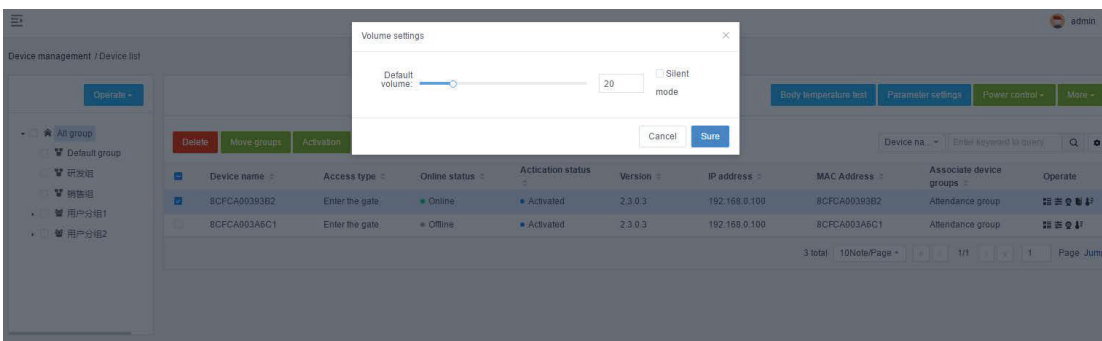 admin
Device management / Device list
Volume settings
Default volume:
20
Silent mode
Cancel
Sure
Operate
Body temperature test
Parameter settings
Power control
More
All group
Default group
研发组
销售组
用户分组1
用户分组2
Delete
Move groups
Activation
Device na...
Enter keyword to query
Device name
Access type
Online status
Actication status
Version
IP address
MAC Address
Associate device groups
Operate
8CFCA00393B2
Enter the gate
Online
Activated
2.3.0.3
192.168.0.100
8CFCA00393B2
Attendance group
8CFCA003A6C1
Enter the gate
Offline
Activated
2.3.0.3
192.168.0.100
8CFCA003A6C1
Attendance group
3 total
10Note/Page
1/1
1
Page
Jum